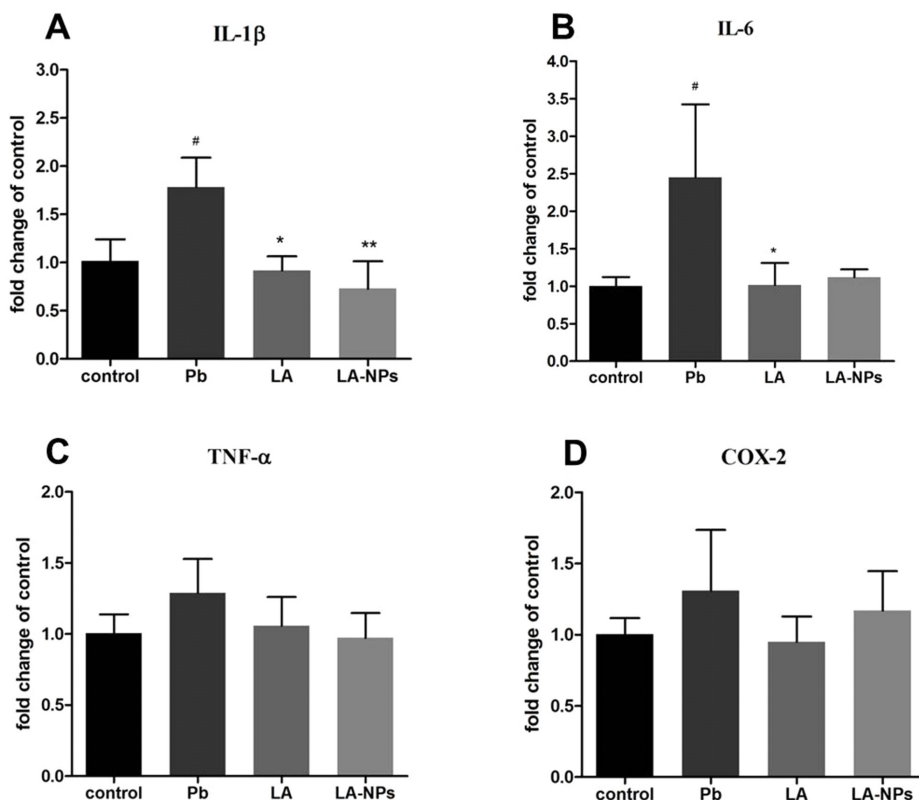 A
IL-1β
fold change of control
3.0
2.5
2.0
1.5
1.0
0.5
0.0
#
*
**
control Pb LA LA-NPs
B
IL-6
fold change of control
4.0
3.5
3.0
2.5
2.0
1.5
1.0
0.5
0.0
#
*
control Pb LA LA-NPs
C
TNF-α
fold change of control
2.0
1.5
1.0
0.5
0.0
control Pb LA LA-NPs
D
COX-2
fold change of control
2.0
1.5
1.0
0.5
0.0
control Pb LA LA-NPs